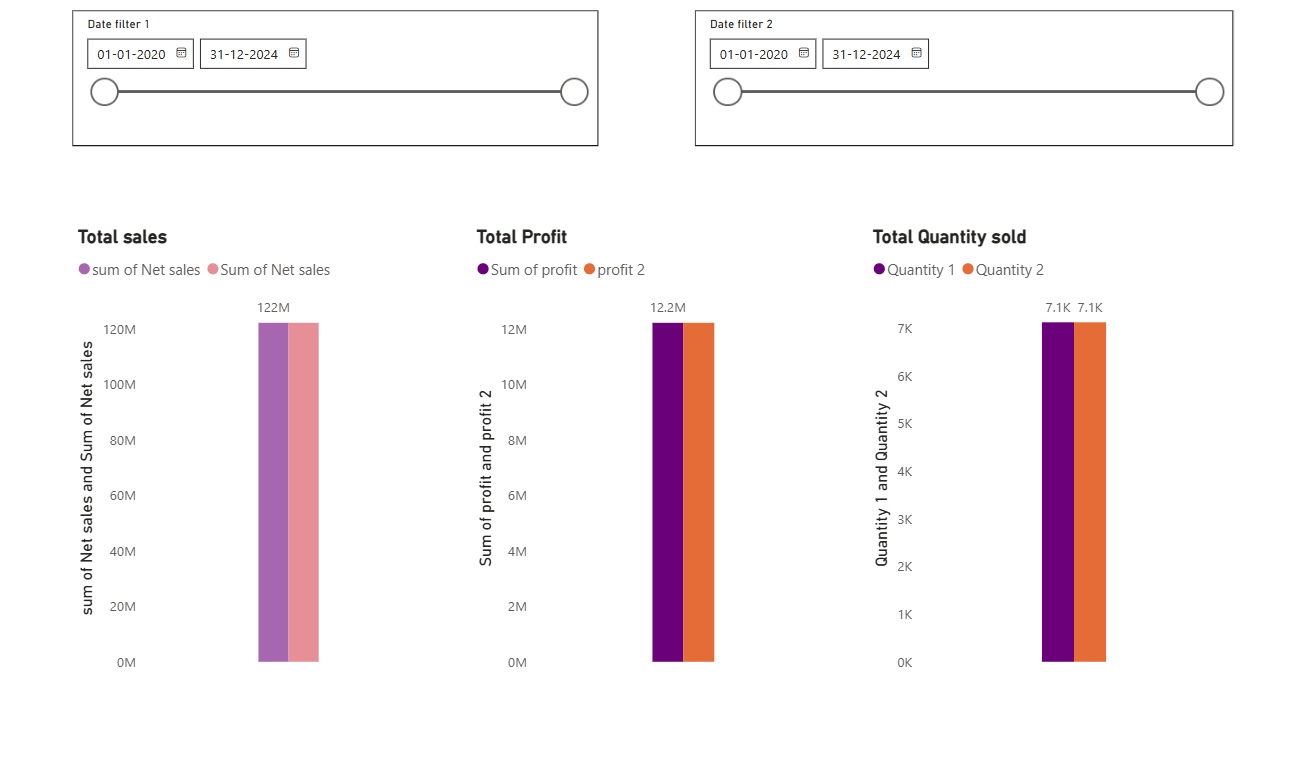 Date filter 1
01-01-2020 31-12-2024
Date filter 2
01-01-2020 31-12-2024
Total sales
sum of Net sales Sum of Net sales
122M
120M
100M
80M
60M
40M
20M
0M
sum of Net sales and Sum of Net sales
Total Profit
Sum of profit profit 2
12.2M
12M
10M
8M
6M
4M
2M
0M
Sum of profit and profit 2
Total Quantity sold
Quantity 1 Quantity 2
7.1K 7.1K
7K
6K
5K
4K
3K
2K
1K
0K
Quantity 1 and Quantity 2